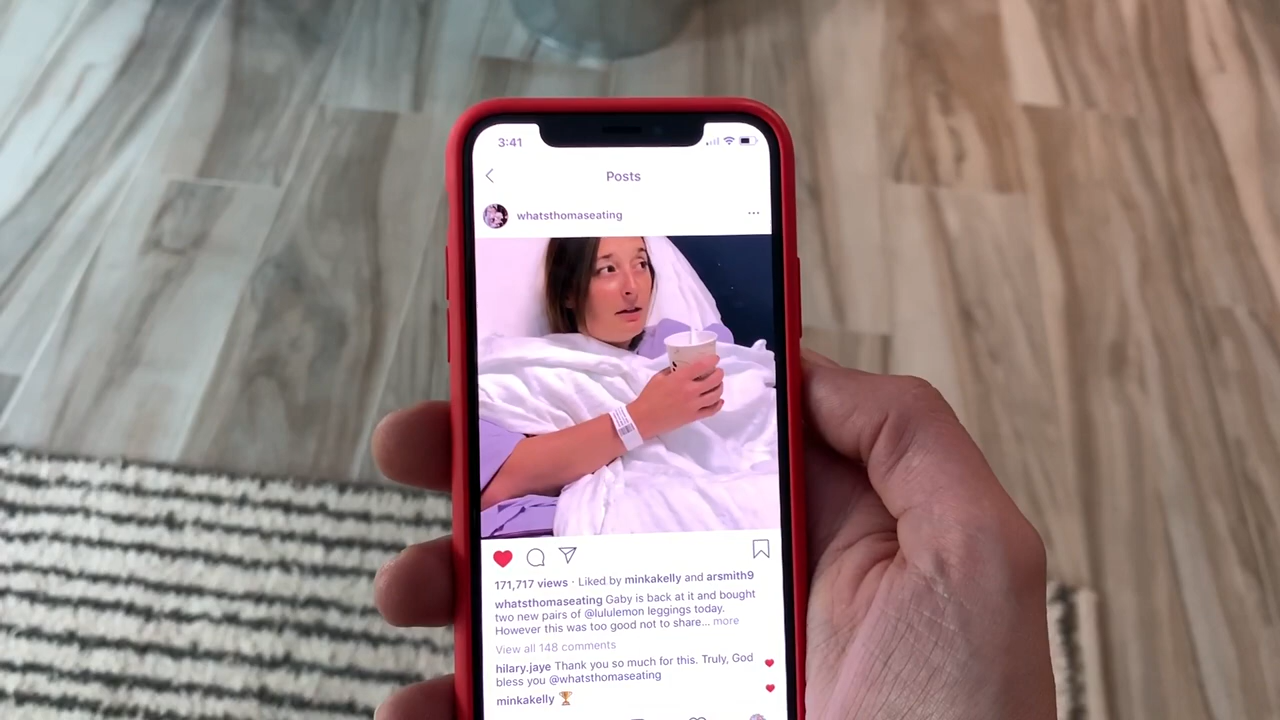 3:41
Posts
whatsthomaseating
171,717 views · Liked by minkakelly and arsmith9
whatsthomaseating Gaby is back at it and bought
two new pairs of @lululemon leggings today.
However this was too good not to share... more
View all 148 comments
hilary.jaye Thank you so much for this. Truly, God
bless you @whatsthomaseating
minkakelly 🏆